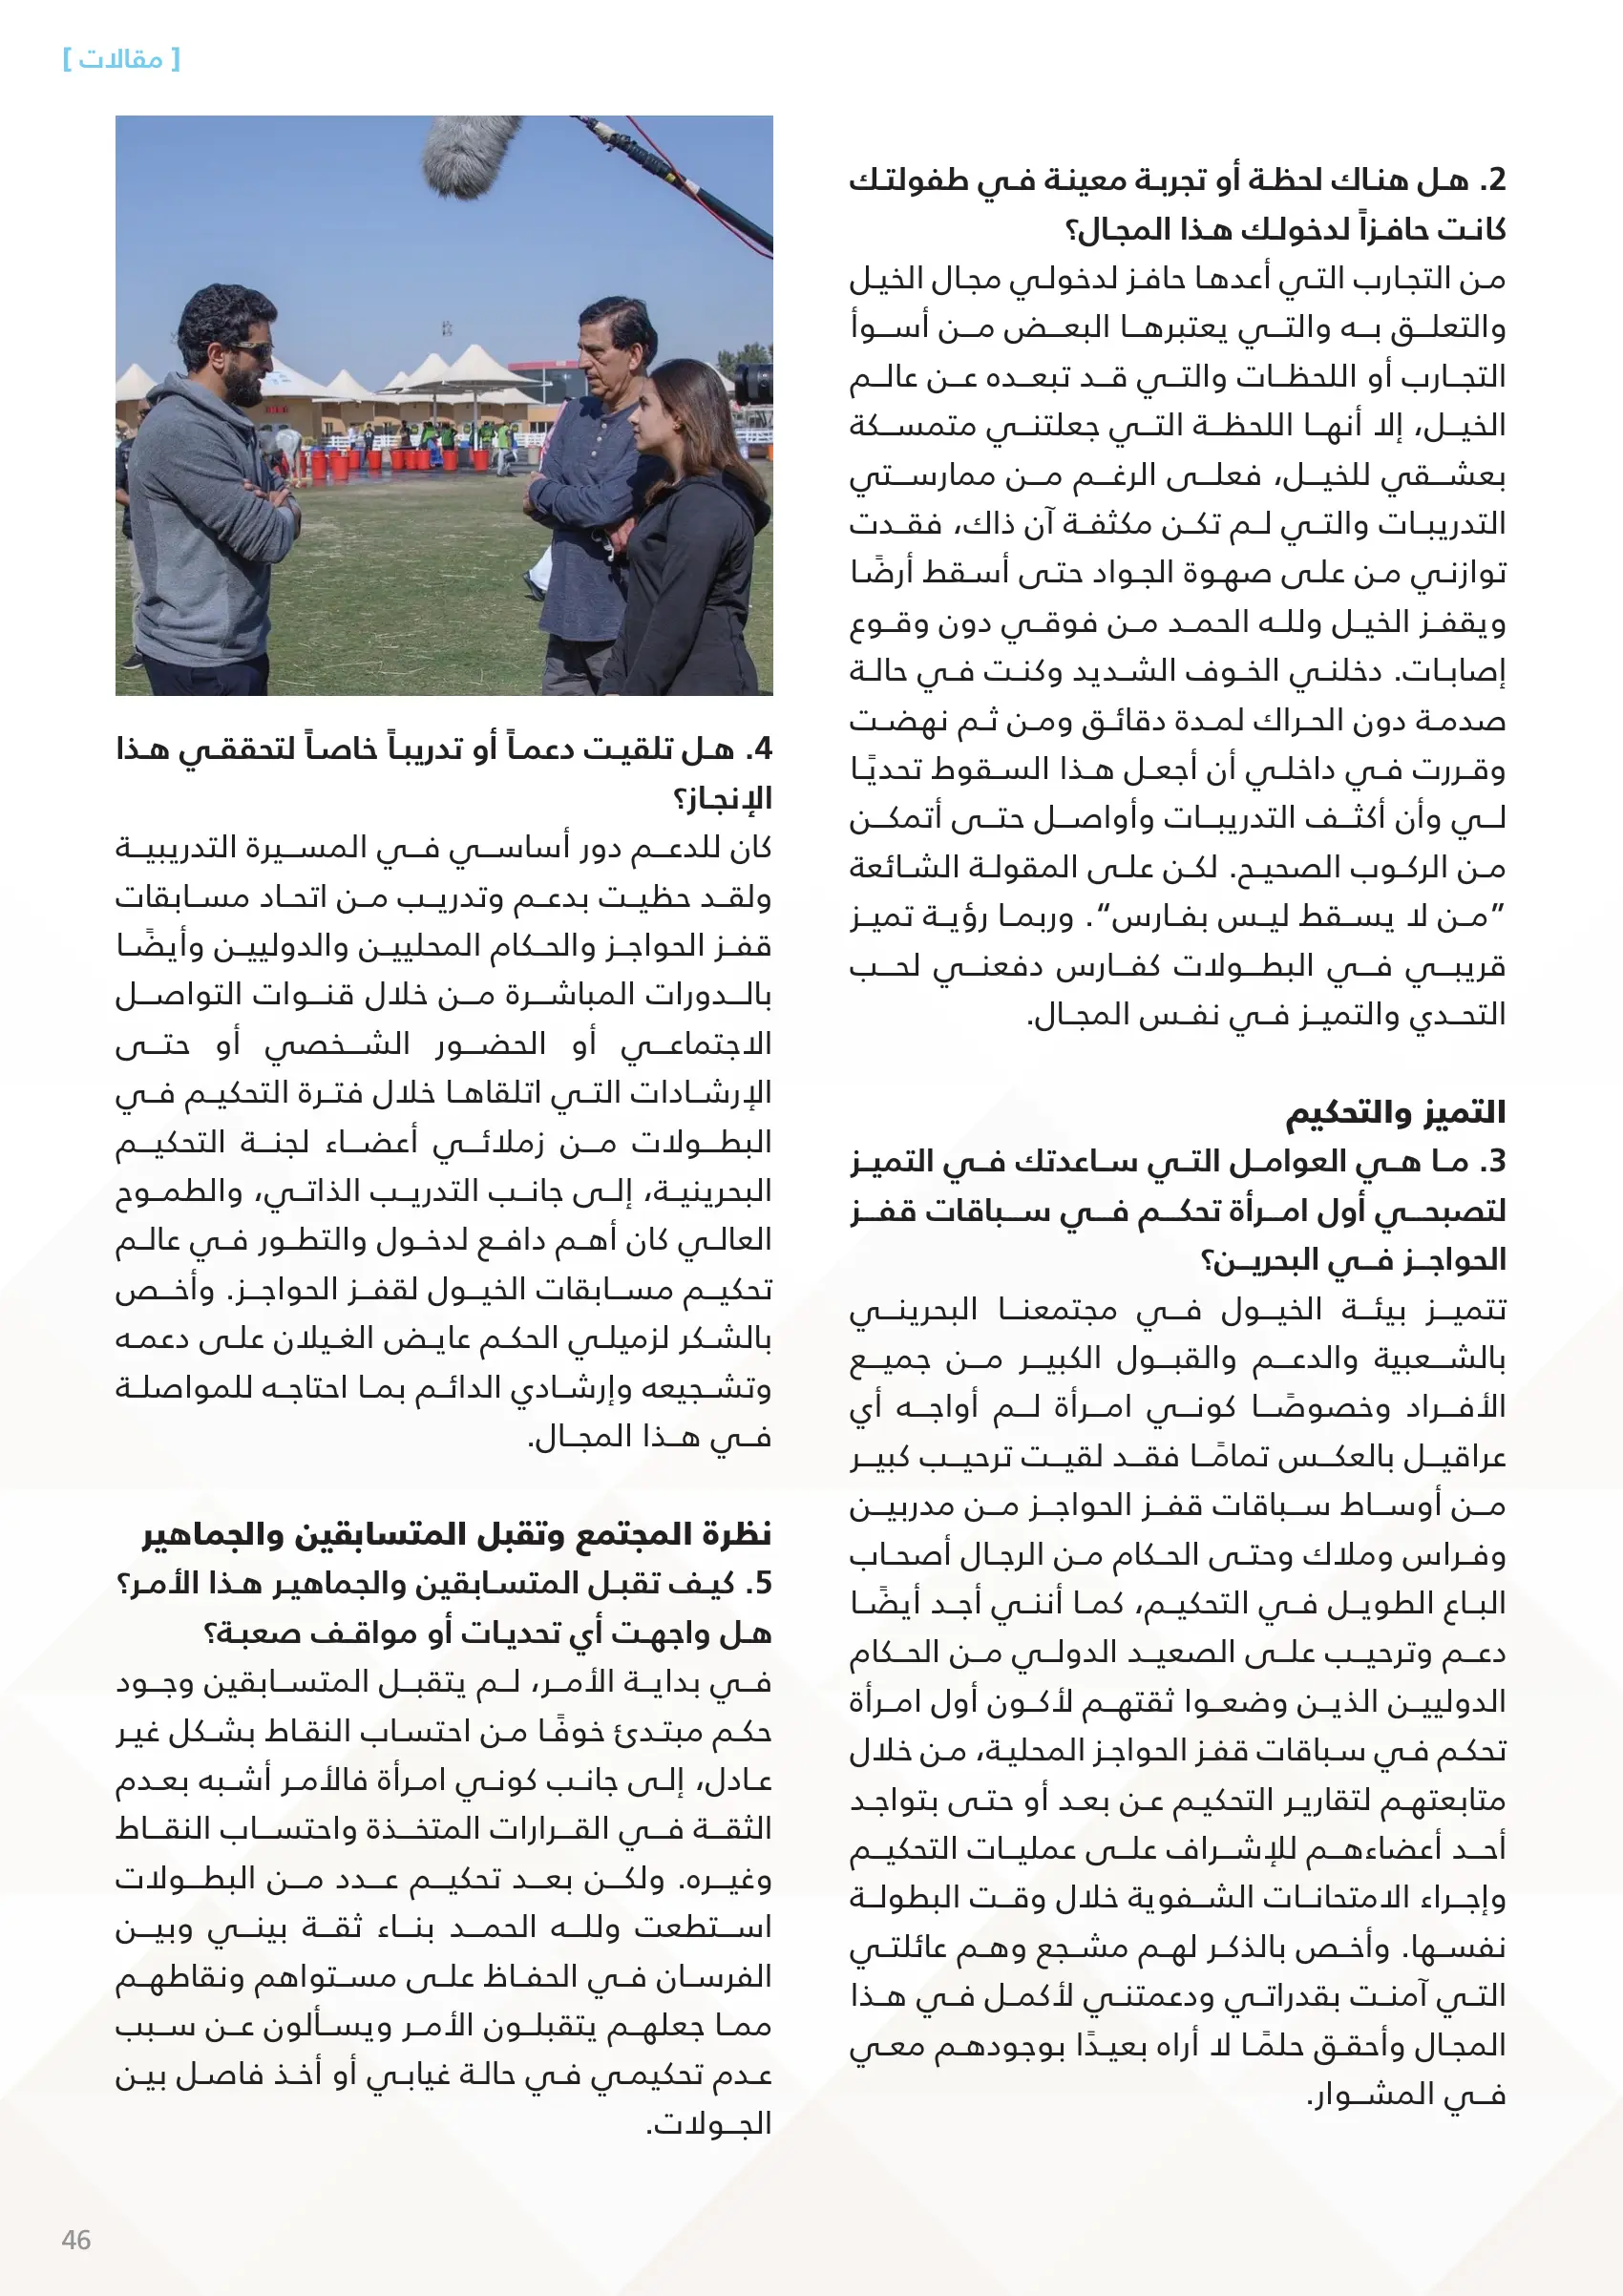 [ مقالات ]
2. هل هناك لحظة أو تجربة معينة في طفولتك
كانت حافزاً لدخولك هذا المجال؟
من التجارب التي أعدها حافز لدخولي مجال الخيل
والتعلق به والتي يعتبرها البعض من أسوأ
التجارب أو اللحظات والتي قد تبعده عن عالم
الخيل، إلا أنها اللحظة التي جعلتني متمسكة
بعشقي للخيل، فعلى الرغم من ممارستي
التدريبات والتي لم تكن مكثفة آن ذاك، فقدت
توازني من على صهوة الجواد حتى أسقط أرضًا
ويقفز الخيل ولله الحمد من فوقي دون وقوع
إصابات. دخلني الخوف الشديد وكنت في حالة
صدمة دون الحراك لمدة دقائق ومن ثم نهضت
وقررت في داخلي أن أجعل هذا السقوط تحديًا
لي وأن أكثف التدريبات وأواصل حتى أتمكن
من الركوب الصحيح. لكن على المقولة الشائعة
”من لا يسقط ليس بفارس“. وربما رؤية تميز
قريبي في البطولات كفارس دفعني لحب
التحدي والتميز في نفس المجال.
التميز والتحكيم
3. ما هي العوامل التي ساعدتك في التميز
لتصبحي أول امرأة تحكم في سباقات قفز
الحواجز في البحرين؟
تتميز بيئة الخيول في مجتمعنا البحريني
بالشعبية والدعم والقبول الكبير من جميع
الأفراد وخصوصًا كوني امرأة لم أواجه أي
عراقيل بالعكس تمامًا فقد لقيت ترحيب كبير
من أوساط سباقات قفز الحواجز من مدربين
وفراس وملاك وحتى الحكام من الرجال أصحاب
الباع الطويل في التحكيم، كما أنني أجد أيضًا
دعم وترحيب على الصعيد الدولي من الحكام
الدوليين الذين وضعوا ثقتهم لأكون أول امرأة
تحكم في سباقات قفز الحواجز المحلية، من خلال
متابعتهم لتقارير التحكيم عن بعد أو حتى بتواجد
أحد أعضاءهم للإشراف على عمليات التحكيم
وإجراء الامتحانات الشفوية خلال وقت البطولة
نفسها. وأخص بالذكر لهم مشجع وهم عائلتي
التي آمنت بقدراتي ودعمتني لأكمل في هذا
المجال وأحقق حلمًا لا أراه بعيدًا بوجودهم معي
في المشوار.
4. هل تلقيت دعماً أو تدريباً خاصاً لتحققي هذا
الإنجاز؟
كان للدعم دور أساسي في المسيرة التدريبية
ولقد حظيت بدعم وتدريب من اتحاد مسابقات
قفز الحواجز والحكام المحليين والدوليين وأيضًا
بالدورات المباشرة من خلال قنوات التواصل
الاجتماعي أو الحضور الشخصي أو حتى
الإرشادات التي اتلقاها خلال فترة التحكيم في
البطولات من زملائي أعضاء لجنة التحكيم
البحرينية، إلى جانب التدريب الذاتي، والطموح
العالي كان أهم دافع لدخول والتطور في عالم
تحكيم مسابقات الخيول لقفز الحواجز. وأخص
بالشكر لزميلي الحكم عايض الغيلان على دعمه
وتشجيعه وإرشادي الدائم بما احتاجه للمواصلة
في هذا المجال.
نظرة المجتمع وتقبل المتسابقين والجماهير
5. كيف تقبل المتسابقين والجماهير هذا الأمر؟
هل واجهت أي تحديات أو مواقف صعبة؟
في بداية الأمر، لم يتقبل المتسابقين وجود
حكم مبتدئ خوفًا من احتساب النقاط بشكل غير
عادل، إلى جانب كوني امرأة فالأمر أشبه بعدم
الثقة في القرارات المتخذة واحتساب النقاط
وغيره. ولكن بعد تحكيم عدد من البطولات
استطعت ولله الحمد بناء ثقة بيني وبين
الفرسان في الحفاظ على مستواهم ونقاطهم
مما جعلهم يتقبلون الأمر ويسألون عن سبب
عدم تحكيمي في حالة غيابي أو أخذ فاصل بين
الجولات.
46